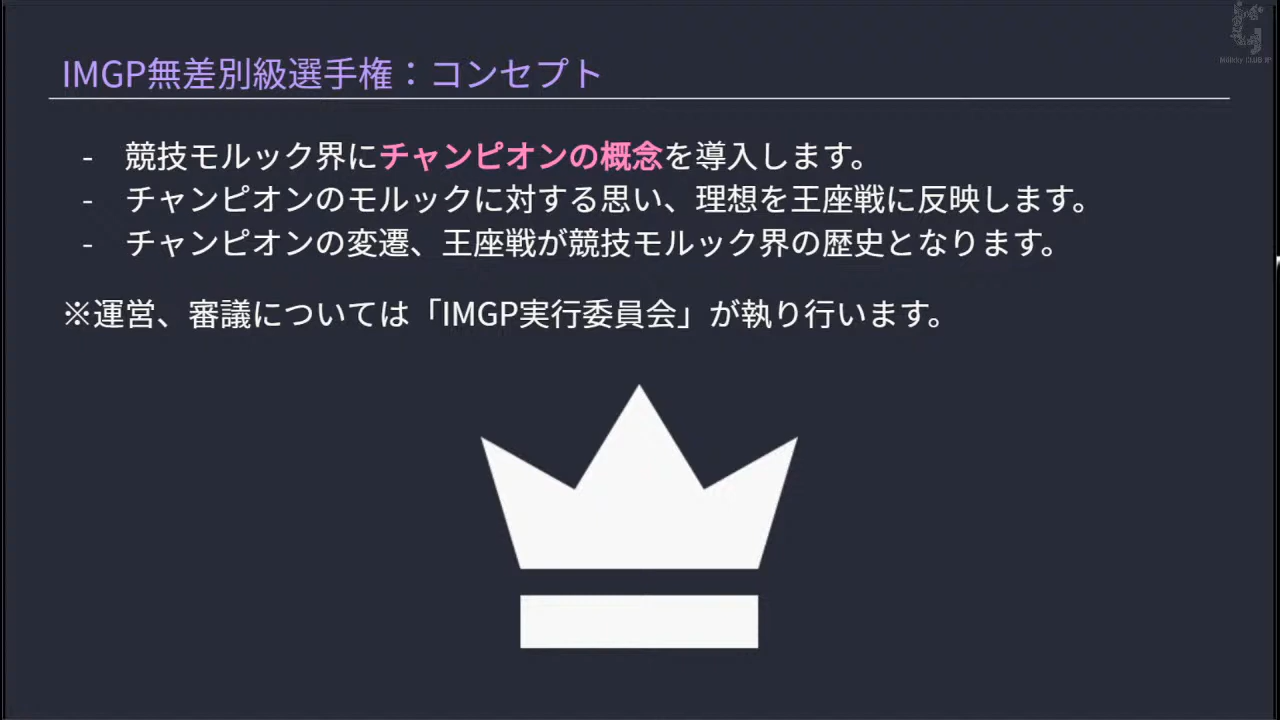 IMGP無差別級選手権：コンセプト
- 競技モルック界にチャンピオンの概念を導入します。
- チャンピオンのモルックに対する思い、理想を王座戦に反映します。
- チャンピオンの変遷、王座戦が競技モルック界の歴史となります。
※運営、審議については「IMGP実行委員会」が執り行います。